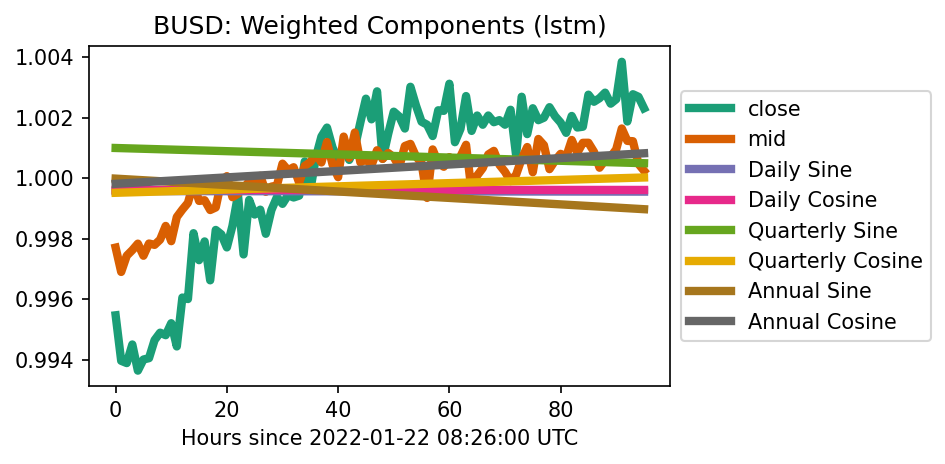 BUSD: Weighted Components (lstm)
1.004
1.002
1.000
0.998
0.996
0.994
0
20
40
60
80
Hours since 2022-01-22 08:26:00 UTC
close
mid
Daily Sine
Daily Cosine
Quarterly Sine
Quarterly Cosine
Annual Sine
Annual Cosine